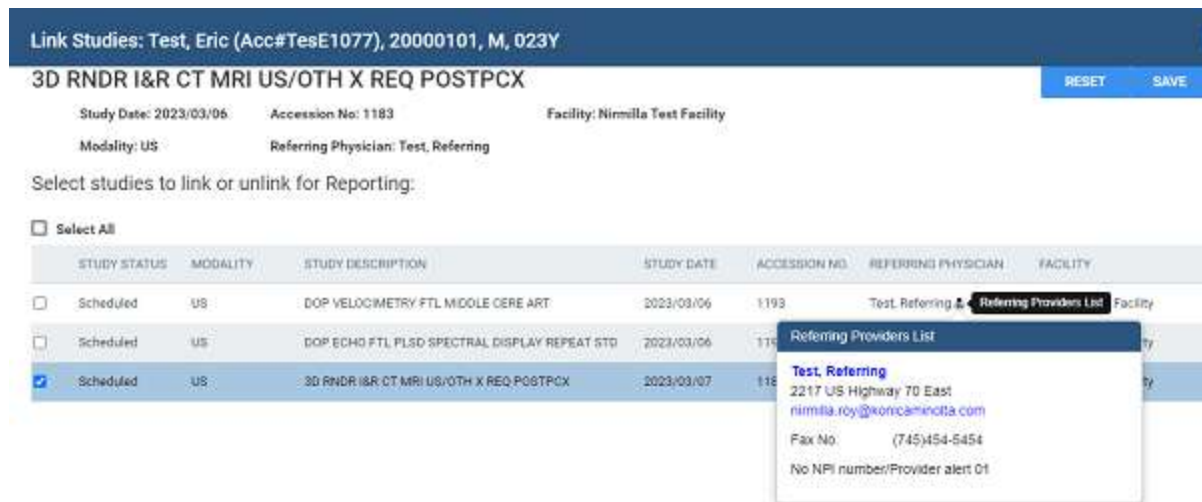 Link Studies: Test, Eric (Acc#TesE1077), 20000101, M, 023Y
3D RNDR I&R CT MRI US/OTH X REQ POSTPCX
RESET SAVE
Study Date: 2023/03/06 Accession No: 1183 Facility: Nirmilla Test Facility
Modality: US Referring Physician: Test, Referring
Select studies to link or unlink for Reporting:
Select All
STUDY STATUS MODALITY STUDY DESCRIPTION STUDY DATE ACCESSION NO. REFERRING PHYSICIAN FACILITY
Scheduled US DOP VELOCIMETRY FTL MIDDLE CERE ART 2023/03/06 1193 Test, Referring Referring Providers List Facility
Scheduled US DOP ECHO FTL PLSD SPECTRAL DISPLAY REPEAT STD 2023/03/06 119 ty
Scheduled US 3D RNDR I&R CT MRI US/OTH X REQ POSTPCX 2023/03/07 118 ty
Referring Providers List
Test, Referring
2217 US Highway 70 East
nirmilla.roy@konicaminolta.com
Fax No. (745)454-5454
No NPI number/Provider alert 01